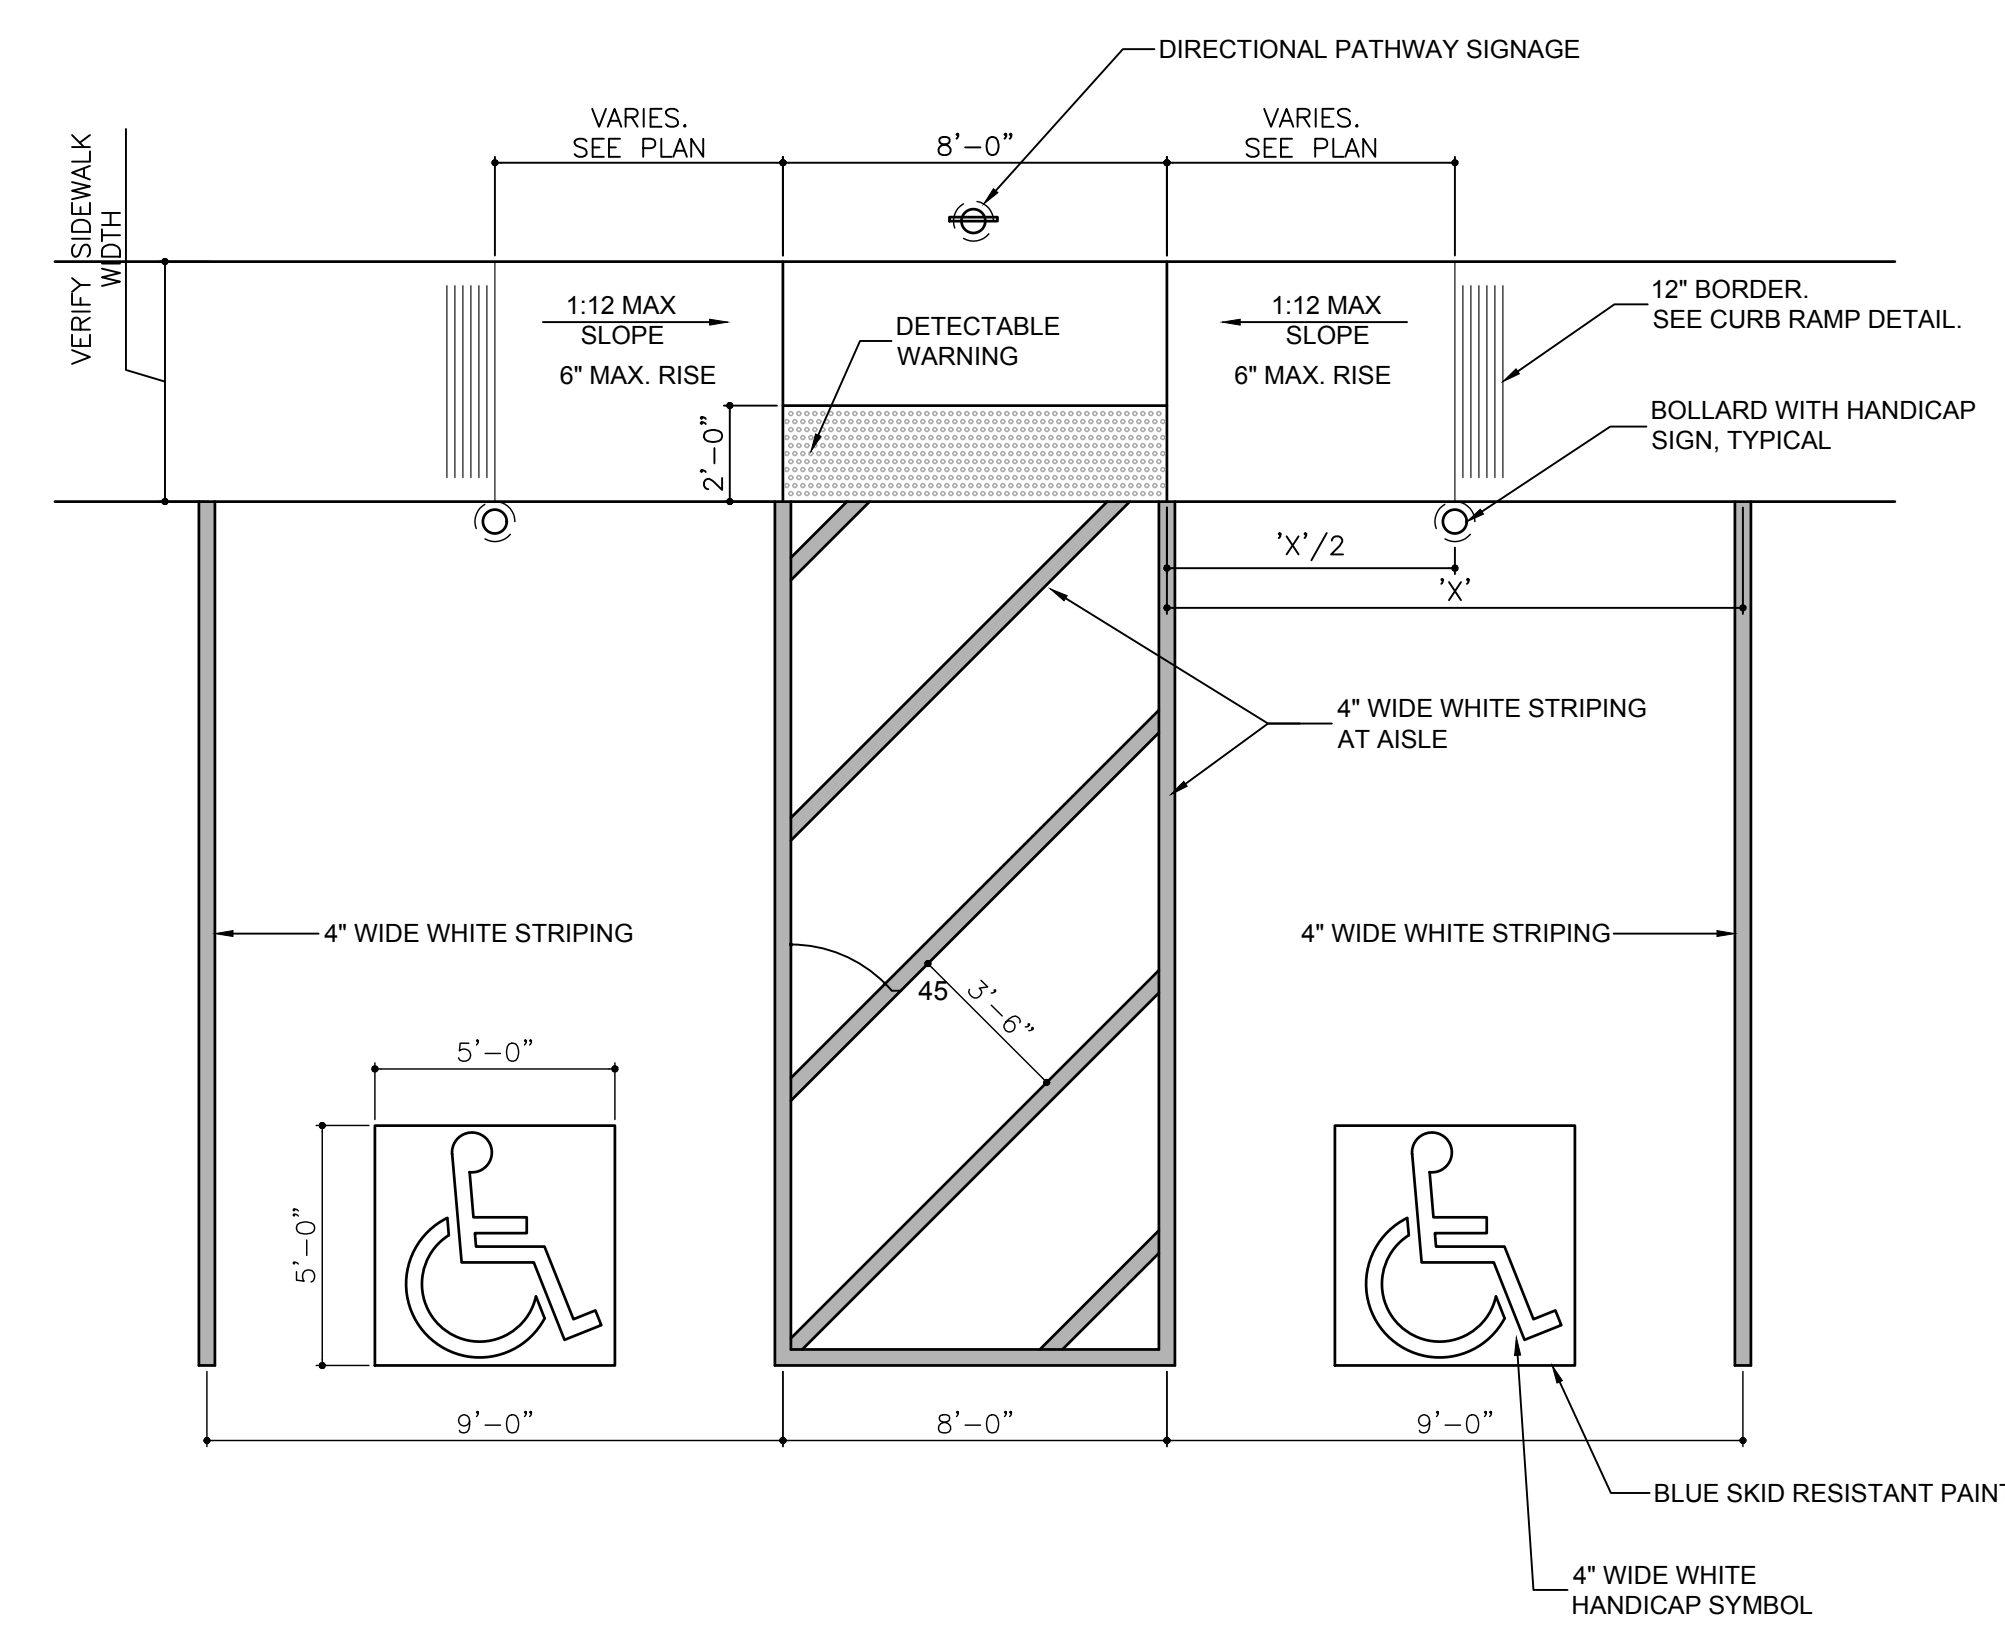 DIRECTIONAL PATHWAY SIGNAGE
VARIES.
SEE PLAN
8'-0"
VARIES.
SEE PLAN
VERIFY SIDEWALK
WIDTH
1:12 MAX
SLOPE
6" MAX. RISE
DETECTABLE
WARNING
1:12 MAX
SLOPE
6" MAX. RISE
12" BORDER.
SEE CURB RAMP DETAIL.
2'-0"
BOLLARD WITH HANDICAP
SIGN, TYPICAL
'X'/2
'X'
4" WIDE WHITE STRIPING
AT AISLE
4" WIDE WHITE STRIPING
4" WIDE WHITE STRIPING
45
3'-6"
5'-0"
5'-0"
9'-0"
8'-0"
9'-0"
BLUE SKID RESISTANT PAINT
4" WIDE WHITE
HANDICAP SYMBOL